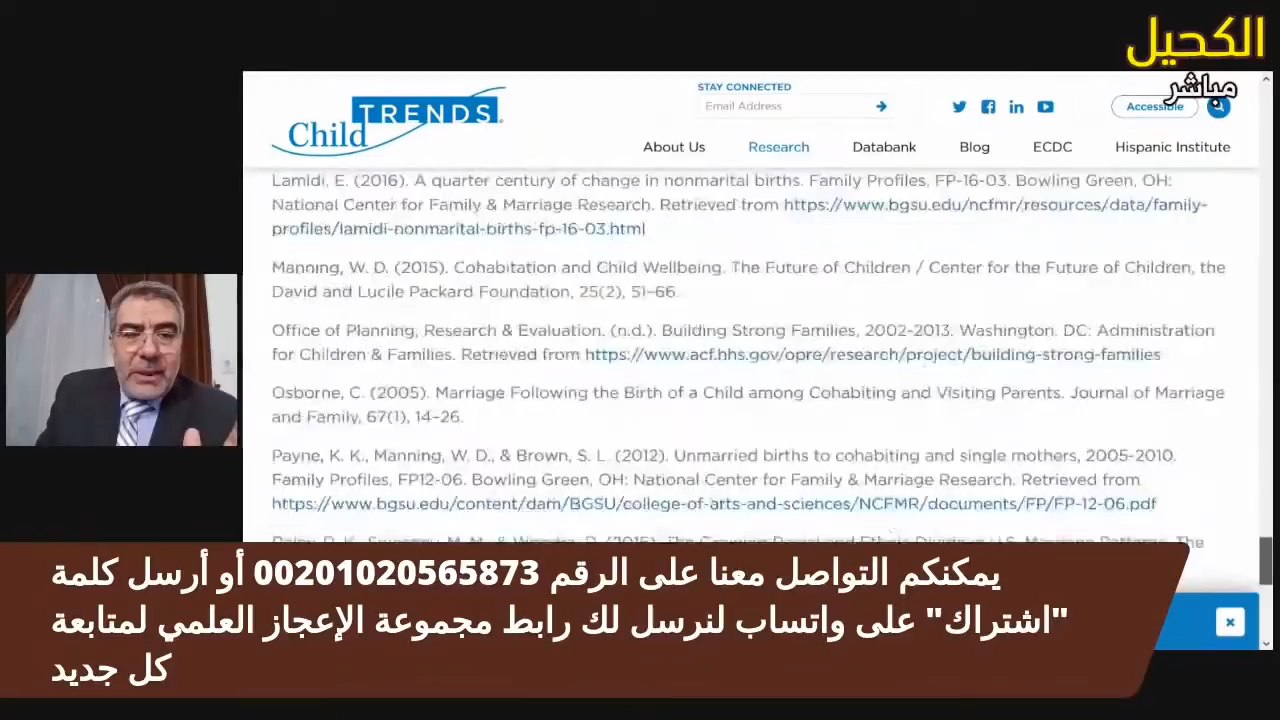 الكحيل
مباشر
STAY CONNECTED
Email Address
Child TRENDS
Accessible
About Us Research Databank Blog ECDC Hispanic Institute
Lamidi, E. (2016). A quarter century of change in nonmarital births. Family Profiles, FP-16-03. Bowling Green, OH:
National Center for Family & Marriage Research. Retrieved from https://www.bgsu.edu/ncfmr/resources/data/family-
profiles/lamidi-nonmarital-births-fp-16-03.html
Manning, W. D. (2015). Cohabitation and Child Wellbeing. The Future of Children / Center for the Future of Children, the
David and Lucile Packard Foundation, 25(2), 51–66.
Office of Planning, Research & Evaluation. (n.d.). Building Strong Families, 2002-2013. Washington. DC: Administration
for Children & Families. Retrieved from https://www.acf.hhs.gov/opre/research/project/building-strong-families
Osborne, C. (2005). Marriage Following the Birth of a Child among Cohabiting and Visiting Parents. Journal of Marriage
and Family, 67(1), 14–26.
Payne, K. K., Manning, W. D., & Brown, S. L. (2012). Unmarried births to cohabiting and single mothers, 2005-2010.
Family Profiles, FP12-06. Bowling Green, OH: National Center for Family & Marriage Research. Retrieved from
https://www.bgsu.edu/content/dam/BGSU/college-of-arts-and-sciences/NCFMR/documents/FP/FP-12-06.pdf
يمكنكم التواصل معنا على الرقم 00201020565873 أو أرسل كلمة
"اشتراك" على واتساب لنرسل لك رابط مجموعة الإعجاز العلمي لمتابعة
كل جديد